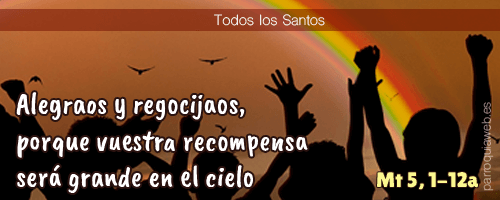 Todos los Santos
Alegraos y regocijaos,
porque vuestra recompensa
será grande en el cielo
Mt 5, 1-12a
parroquiaweb.es